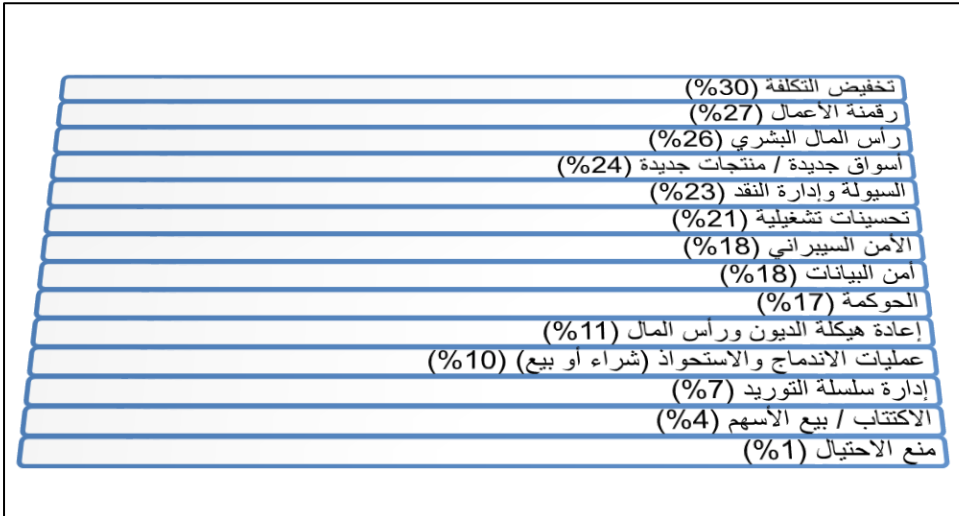 تخفيض التكلفة (30%)
رقمنة الأعمال (27%)
رأس المال البشري (26%)
أسواق جديدة / منتجات جديدة (24%)
السيولة وإدارة النقد (23%)
تحسينات تشغيلية (21%)
الأمن السيبراني (18%)
أمن البيانات (18%)
الحوكمة (17%)
إعادة هيكلة الديون ورأس المال (11%)
عمليات الاندماج والاستحواذ (شراء أو بيع) (10%)
إدارة سلسلة التوريد (7%)
الاكتتاب / بيع الأسهم (4%)
منع الاحتيال (1%)